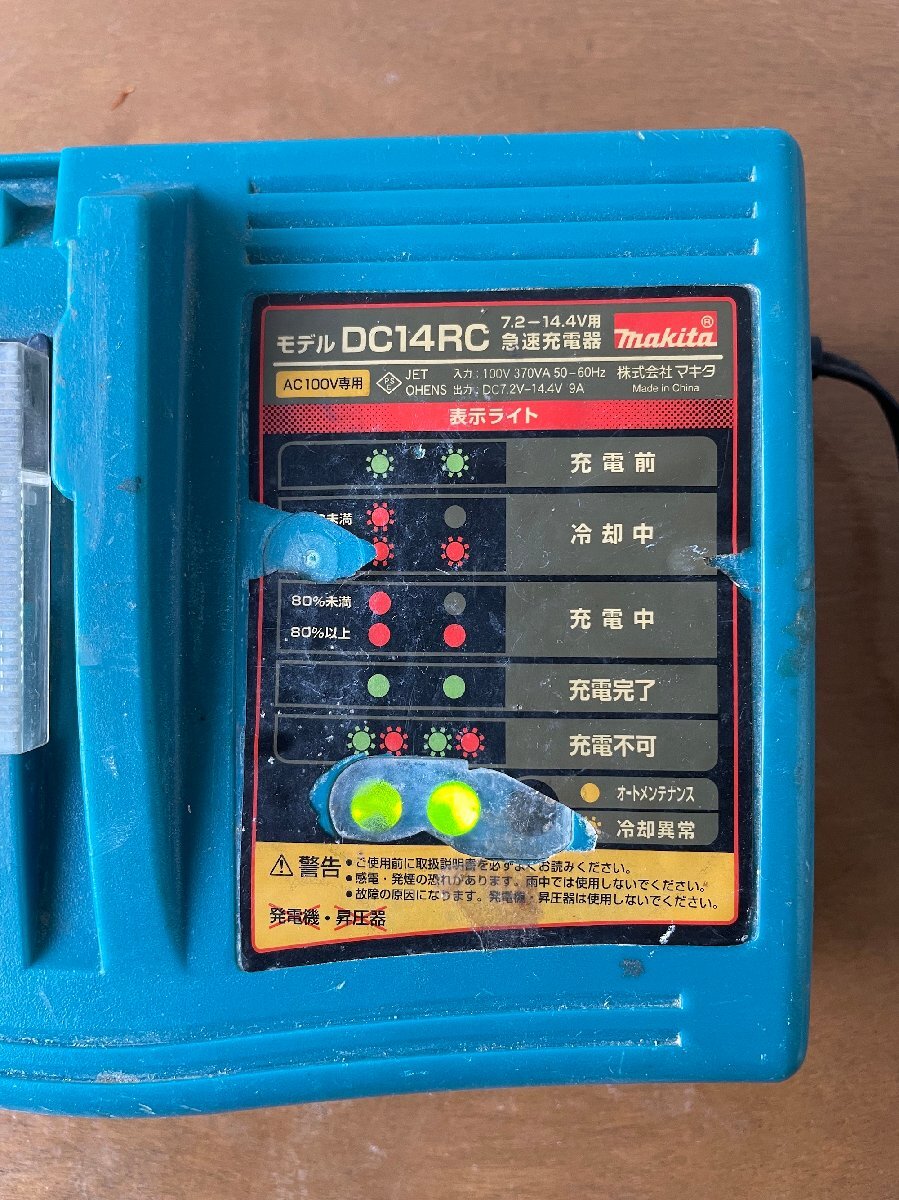 モデル DC14RC 7.2-14.4V用 急速充電器 makita®
AC100V専用 PSE JET OHENS 入力:100V 370VA 50-60Hz 株式会社マキタ
出力:DC7.2V-14.4V 9A Made in China
表示ライト
充電前
未満
冷却中
80%未満
80%以上
充電中
充電完了
充電不可
オートメンテナンス
冷却異常
警告
•ご使用前に取扱説明書を必ずよくお読みください。
•感電・発煙の恐れがあります。雨中では使用しないでください。
•故障の原因になります。発電機・昇圧器は使用しないでください。
発電機・昇圧器